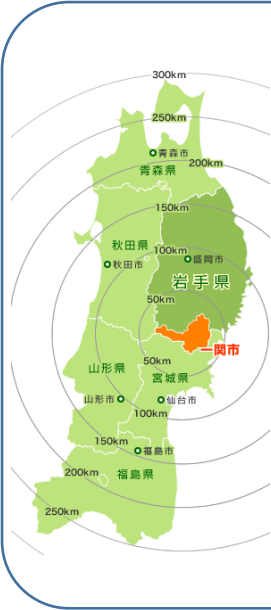 300km
250km
青森市
200km
青森県
150km
秋田県
100km
秋田市
盛岡市
岩手県
50km
一関市
50km
山形県
宮城県
山形市
仙台市
100km
150km
福島市
200km
福島県
250km